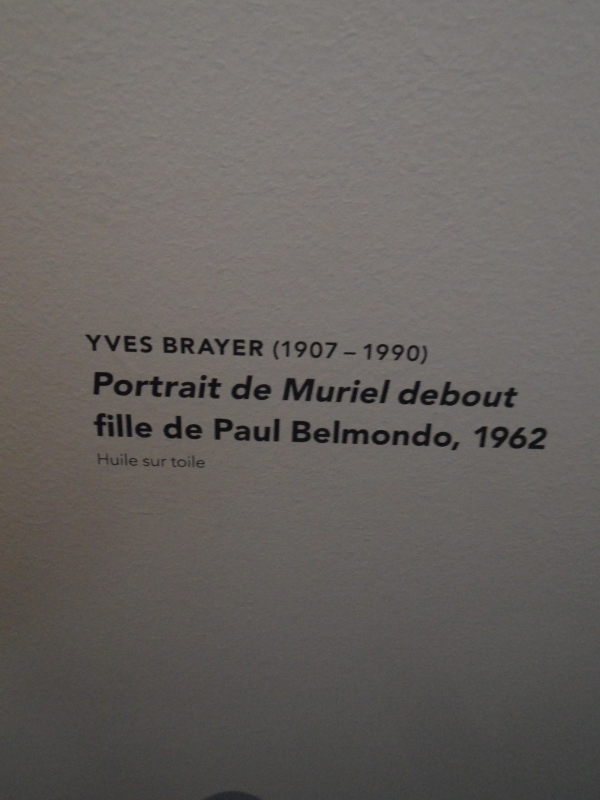 YVES BRAYER (1907 – 1990)
Portrait de Muriel debout
fille de Paul Belmondo, 1962
Huile sur toile